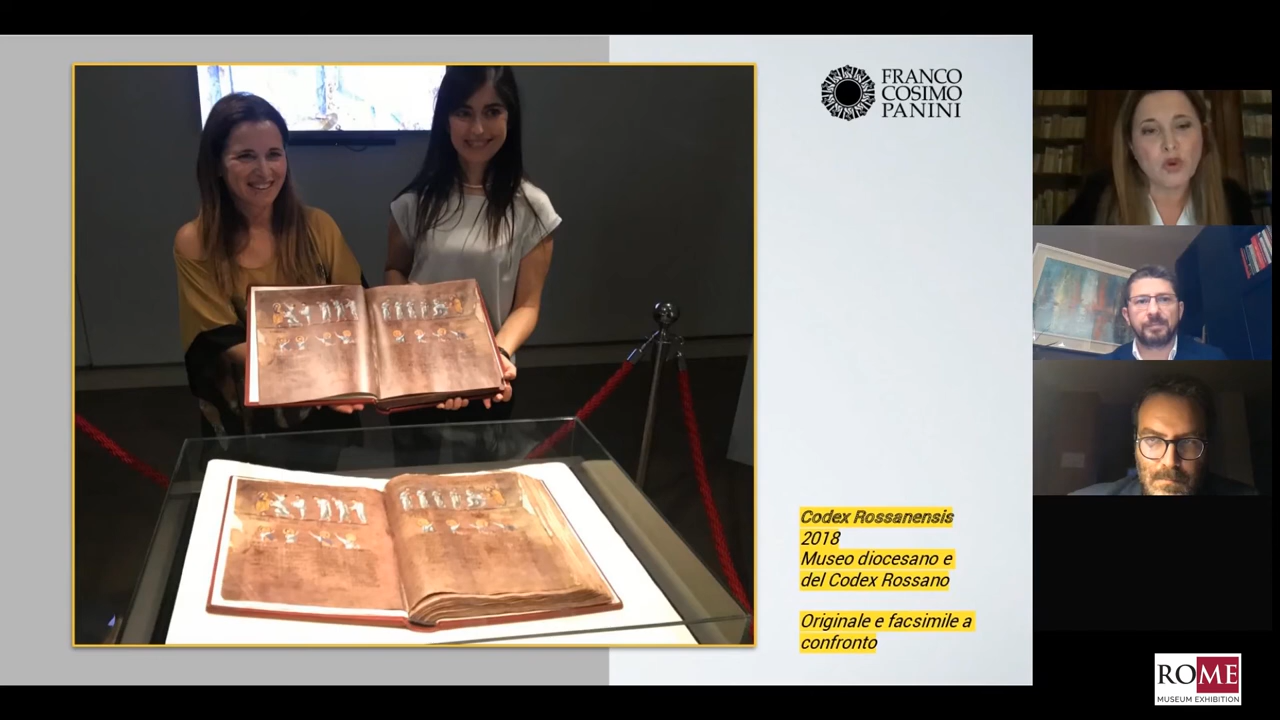 FRANCO
COSIMO
PANINI
Codex Rossanensis
2018
Museo diocesano e
del Codex Rossano
Originale e facsimile a
confronto
ROME
MUSEUM EXHIBITION